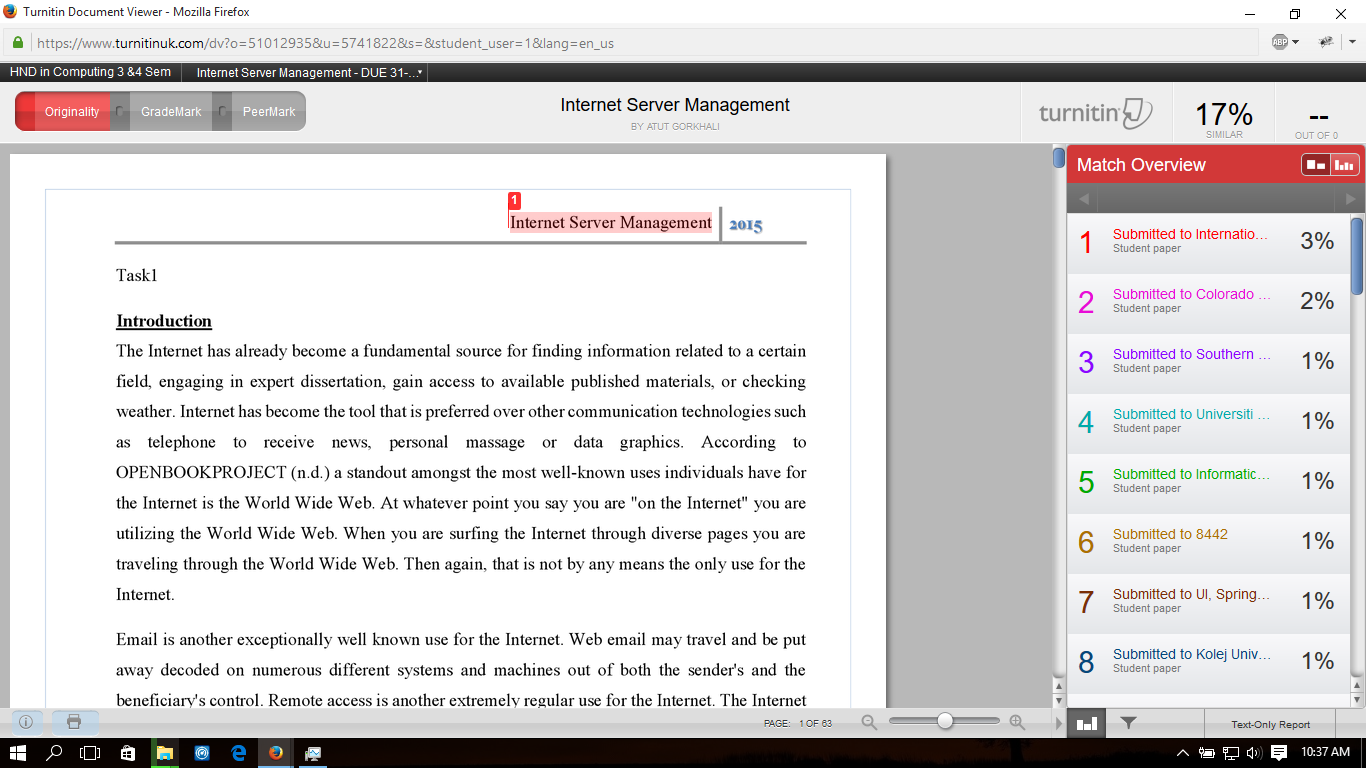 Turnitin Document Viewer - Mozilla Firefox
https://www.turnitinuk.com/dv?o=51012935&u=5741822&s=&student_user=1&lang=en_us
ABP
HND in Computing 3 &4 Sem
Internet Server Management - DUE 31-...
Originality
GradeMark
PeerMark
Internet Server Management
BY ATUT GORKHALI
turnitin
17%
SIMILAR
--
OUT OF 0
1
Internet Server Management
2015
Task1
Introduction
The Internet has already become a fundamental source for finding information related to a certain
field, engaging in expert dissertation, gain access to available published materials, or checking
weather. Internet has become the tool that is preferred over other communication technologies such
as telephone to receive news, personal massage or data graphics. According to
OPENBOOKPROJECT (n.d.) a standout amongst the most well-known uses individuals have for
the Internet is the World Wide Web. At whatever point you say you are "on the Internet" you are
utilizing the World Wide Web. When you are surfing the Internet through diverse pages you are
traveling through the World Wide Web. Then again, that is not by any means the only use for the
Internet.
Email is another exceptionally well known use for the Internet. Web email may travel and be put
away decoded on numerous different systems and machines out of both the sender's and the
beneficiary's control. Remote access is another extremely regular use for the Internet. The Internet
Match Overview
1 Submitted to Internatio... 3%
Student paper
2 Submitted to Colorado ... 2%
Student paper
3 Submitted to Southern ... 1%
Student paper
4 Submitted to Universiti ... 1%
Student paper
5 Submitted to Informatic... 1%
Student paper
6 Submitted to 8442 1%
Student paper
7 Submitted to UI, Spring... 1%
Student paper
8 Submitted to Kolej Univ... 1%
Student paper
PAGE: 1 OF 63
Text-Only Report
10:37 AM